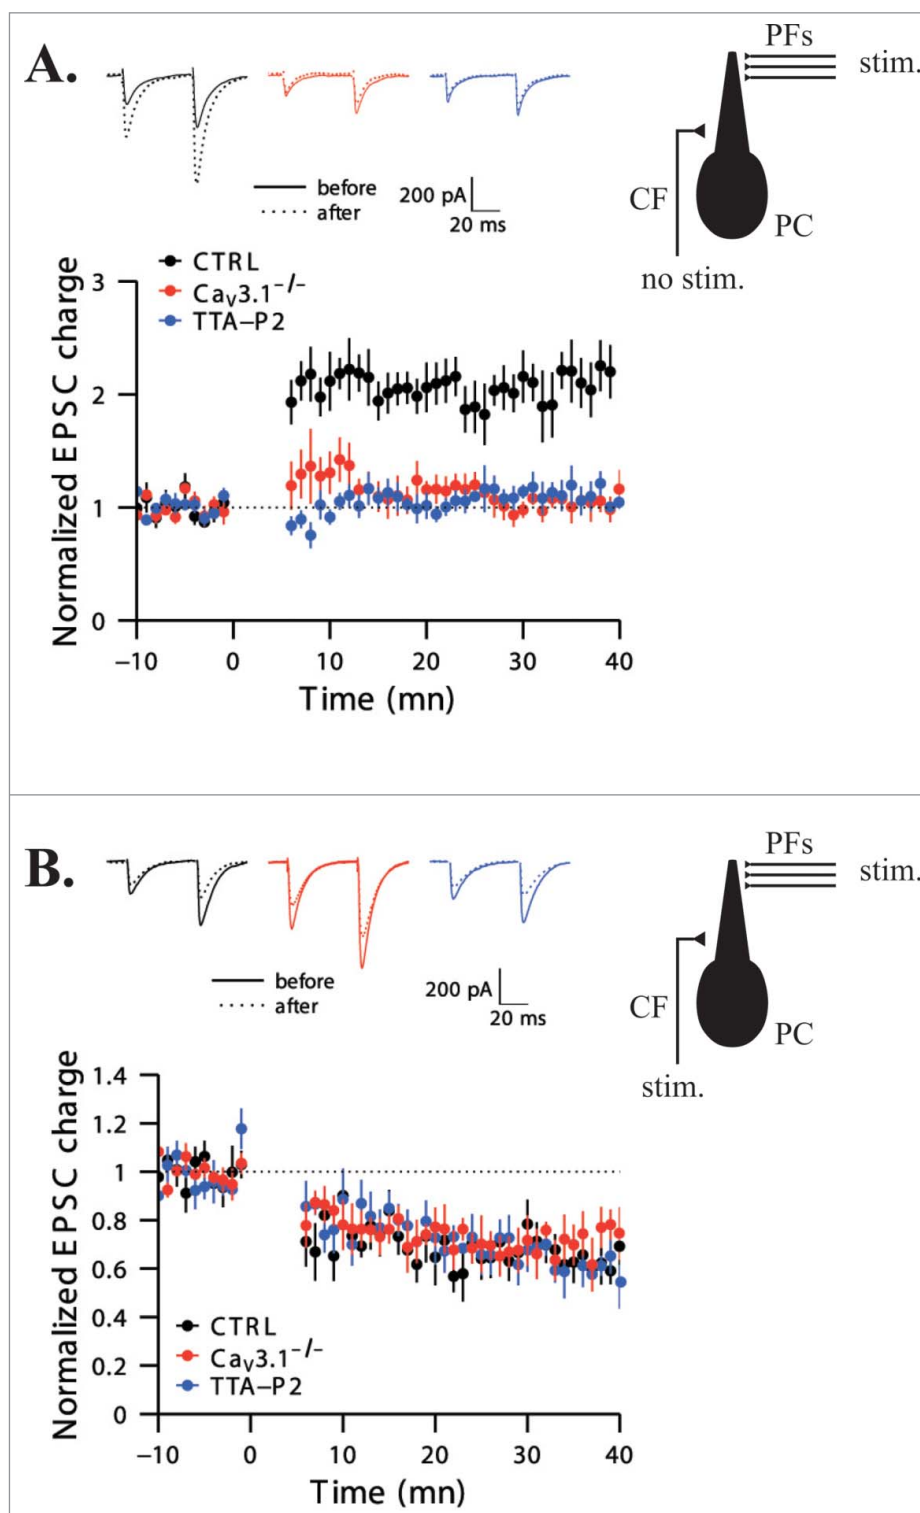 A.
PFs
stim.
CF
PC
no stim.
before
after
200 pA
20 ms
CTRL
Caᵥ3.1⁻/⁻
TTA–P2
Normalized EPSC charge
3
2
1
0
−10 0 10 20 30 40
Time (mn)
B.
PFs
stim.
CF
PC
stim.
before
after
200 pA
20 ms
Normalized EPSC charge
1.4
1.2
1
0.8
0.6
0.4
0.2
0
CTRL
Caᵥ3.1⁻/⁻
TTA–P2
−10 0 10 20 30 40
Time (mn)